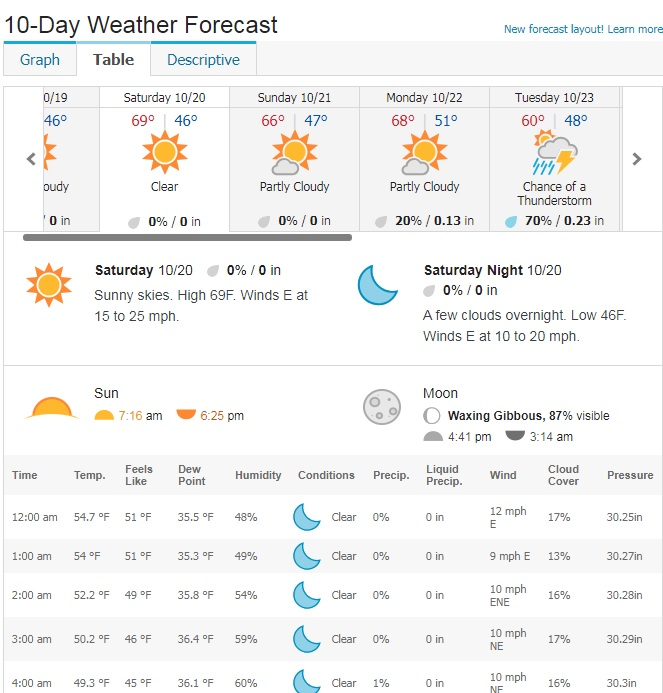 10-Day Weather Forecast
New forecast layout! Learn more
Graph Table Descriptive
0/19 Saturday 10/20 Sunday 10/21 Monday 10/22 Tuesday 10/23
46° 69° | 46° 66° | 47° 68° | 51° 60° | 48°
oudy Clear Partly Cloudy Partly Cloudy Chance of a
Thunderstorm
/ 0 in 0% / 0 in 0% / 0 in 20% / 0.13 in 70% / 0.23 in
Saturday 10/20 0% / 0 in
Sunny skies. High 69F. Winds E at
15 to 25 mph.
Saturday Night 10/20
0% / 0 in
A few clouds overnight. Low 46F.
Winds E at 10 to 20 mph.
Sun
7:16 am 6:25 pm
Moon
Waxing Gibbous, 87% visible
4:41 pm 3:14 am
Time Temp. Feels Like Dew Point Humidity Conditions Precip. Liquid Precip. Wind Cloud Cover Pressure
12:00 am 54.7 °F 51 °F 35.5 °F 48% Clear 0% 0 in 12 mph E 17% 30.25in
1:00 am 54 °F 51 °F 35.3 °F 49% Clear 0% 0 in 9 mph E 13% 30.27in
2:00 am 52.2 °F 49 °F 35.8 °F 54% Clear 0% 0 in 10 mph ENE 16% 30.28in
3:00 am 50.2 °F 46 °F 36.4 °F 59% Clear 0% 0 in 10 mph NE 17% 30.29in
4:00 am 49.3 °F 45 °F 36.1 °F 60% Clear 1% 0 in 10 mph NE 16% 30.3in